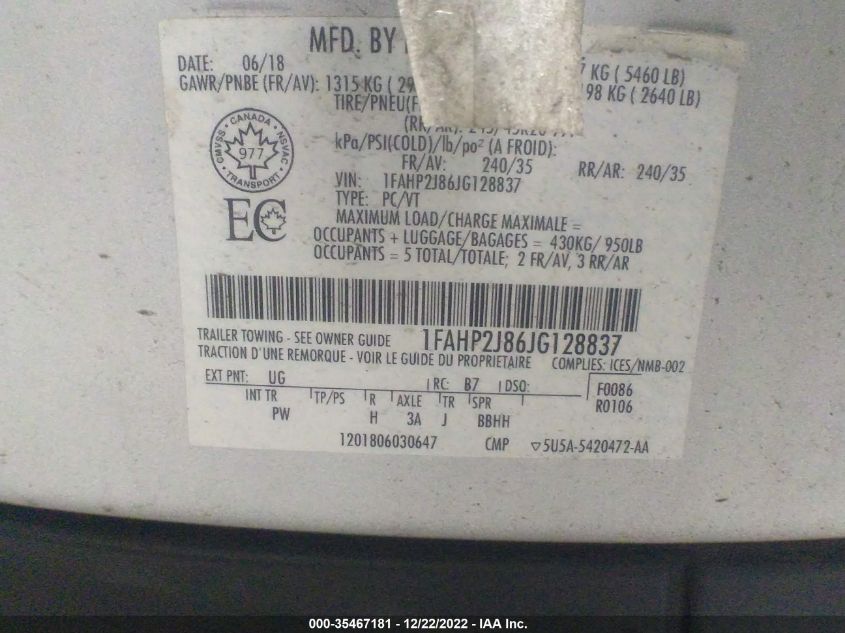 MFD. BY
DATE: 06/18
7 KG ( 5460 LB)
GAWR/PNBE (FR/AV): 1315 KG ( 29
98 KG ( 2640 LB)
TIRE/PNEU(F
(RR/AR):
kPa/PSI(COLD)/lb/po² (A FROID):
FR/AV: 240/35 RR/AR: 240/35
VIN: 1FAHP2J86JG128837
TYPE: PC/VT
CANADA
CMVSS NSVAC
977
TRANSPORT
EC
MAXIMUM LOAD/CHARGE MAXIMALE =
OCCUPANTS + LUGGAGE/BAGAGES = 430KG/ 950LB
OCCUPANTS = 5 TOTAL/TOTALE; 2 FR/AV, 3 RR/AR
TRAILER TOWING - SEE OWNER GUIDE 1FAHP2J86JG128837
TRACTION D'UNE REMORQUE - VOIR LE GUIDE DU PROPRIETAIRE COMPLIES: ICES/NMB-002
EXT PNT: UG RC: B7 DSO: F0086
INT TR TP/PS R AXLE TR SPR R0106
PW H 3A J BBHH
1201806030647 CMP ▽5U5A-5420472-AA
000-35467181 - 12/22/2022 - IAA Inc.